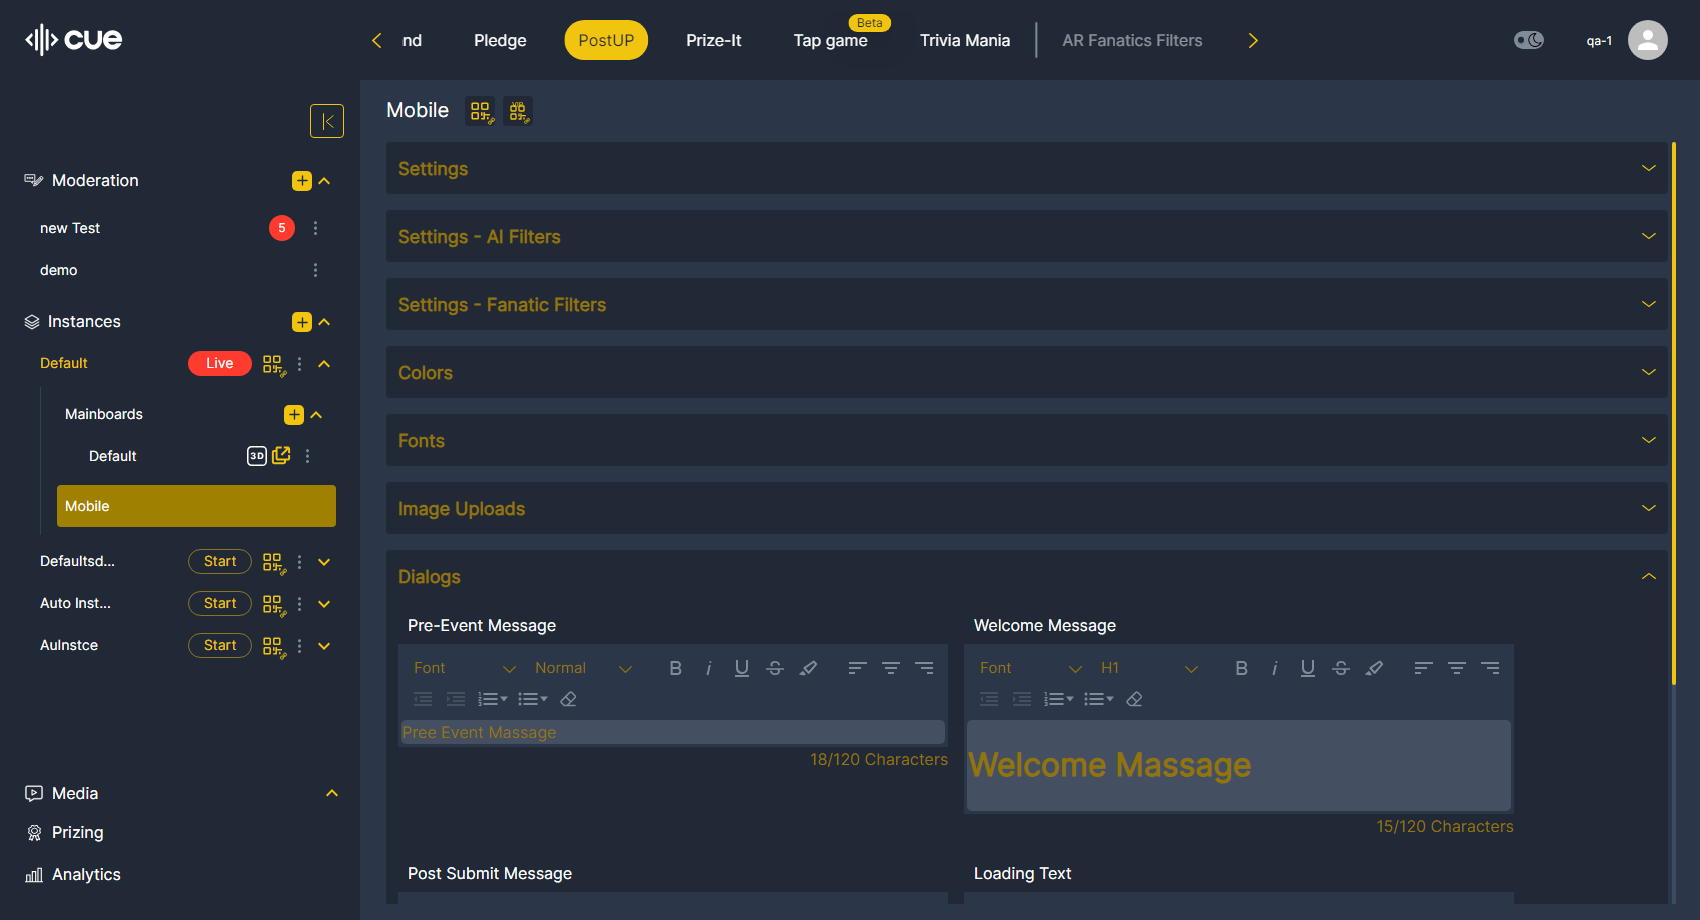 cue
nd
Pledge
PostUP
Prize-It
Beta
Tap game
Trivia Mania
AR Fanatics Filters
qa-1
Moderation
new Test
5
demo
Instances
Default
Live
Mainboards
Default
3D
Mobile
Defaultsd...
Start
Auto Inst...
Start
AuInstce
Start
Media
Prizing
Analytics
Mobile
Settings
Settings - AI Filters
Settings - Fanatic Filters
Colors
Fonts
Image Uploads
Dialogs
Pre-Event Message
Font Normal
Pree Event Massage
18/120 Characters
Welcome Message
Font H1
Welcome Massage
15/120 Characters
Post Submit Message
Loading Text